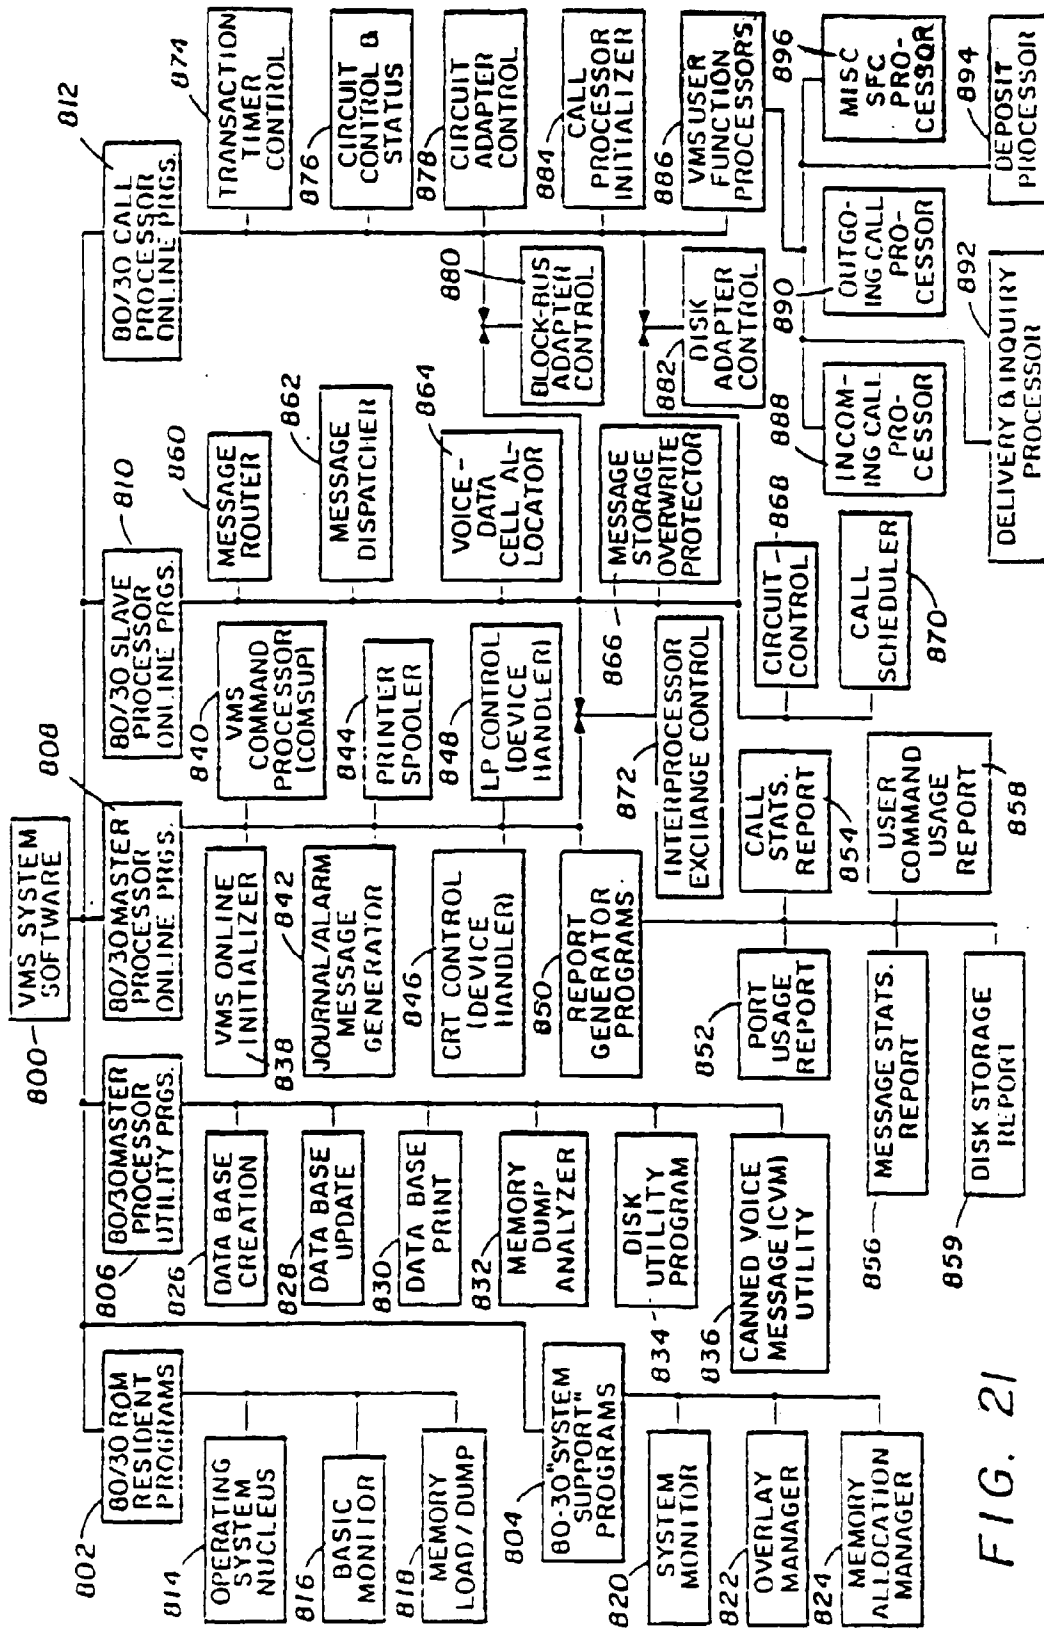 VMS SYSTEM
SOFTWARE
800
80/30 ROM
RESIDENT
PROGRAMS
802
OPERATING
SYSTEM
NUCLEUS
814
BASIC
MONITOR
816
MEMORY
LOAD / DUMP
818
80-30 "SYSTEM
SUPPORT"
PROGRAMS
804
SYSTEM
MONITOR
820
OVERLAY
MANAGER
822
MEMORY
ALLOCATION
MANAGER
824
80/30 MASTER
PROCESSOR
UTILITY PRGS.
806
DATA BASE
CREATION
826
DATA BASE
UPDATE
828
DATA BASE
PRINT
830
MEMORY
DUMP
ANALYZER
832
DISK
UTILITY
PROGRAM
834
CANNED VOICE
MESSAGE (CVM)
UTILITY
836
80/30 MASTER
PROCESSOR
ONLINE PRGS.
808
VMS ONLINE
INITIALIZER
838
VMS
COMMAND
PROCESSOR
(COMSUP)
840
JOURNAL/ALARM
MESSAGE
GENERATOR
842
PRINTER
SPOOLER
844
CRT CONTROL
(DEVICE
HANDLER)
846
LP CONTROL
(DEVICE
HANDLER)
848
REPORT
GENERATOR
PROGRAMS
850
PORT
USAGE
REPORT
852
CALL
STATS.
REPORT
854
MESSAGE STATS.
REPORT
856
USER
COMMAND
USAGE
REPORT
858
DISK STORAGE
REPORT
859
80/30 SLAVE
PROCESSOR
ONLINE PRGS.
810
MESSAGE
ROUTER
860
MESSAGE
DISPATCHER
862
VOICE-
DATA
CELL AL-
LOCATOR
864
MESSAGE
STORAGE
OVERWRITE
PROTECTOR
866
CIRCUIT
CONTROL
868
CALL
SCHEDULER
870
INTERPROCESSOR
EXCHANGE CONTROL
872
80/30 CALL
PROCESSOR
ONLINE PRGS.
812
TRANSACTION
TIMER
CONTROL
874
CIRCUIT
CONTROL &
STATUS
876
CIRCUIT
ADAPTER
CONTROL
878
BLOCK-BUS
ADAPTER
CONTROL
880
DISK
ADAPTER
CONTROL
882
CALL
PROCESSOR
INITIALIZER
884
VMS USER
FUNCTION
PROCESSORS.
886
INCOM-
ING CALL
PRO-
CESSOR
888
OUTGO-
ING CALL
PRO-
CESSOR
890
DELIVERY & INQUIRY
PROCESSOR
892
DEPOSIT
PROCESSOR
894
MISC
SFC
PRO-
CESSOR
896
FIG. 21